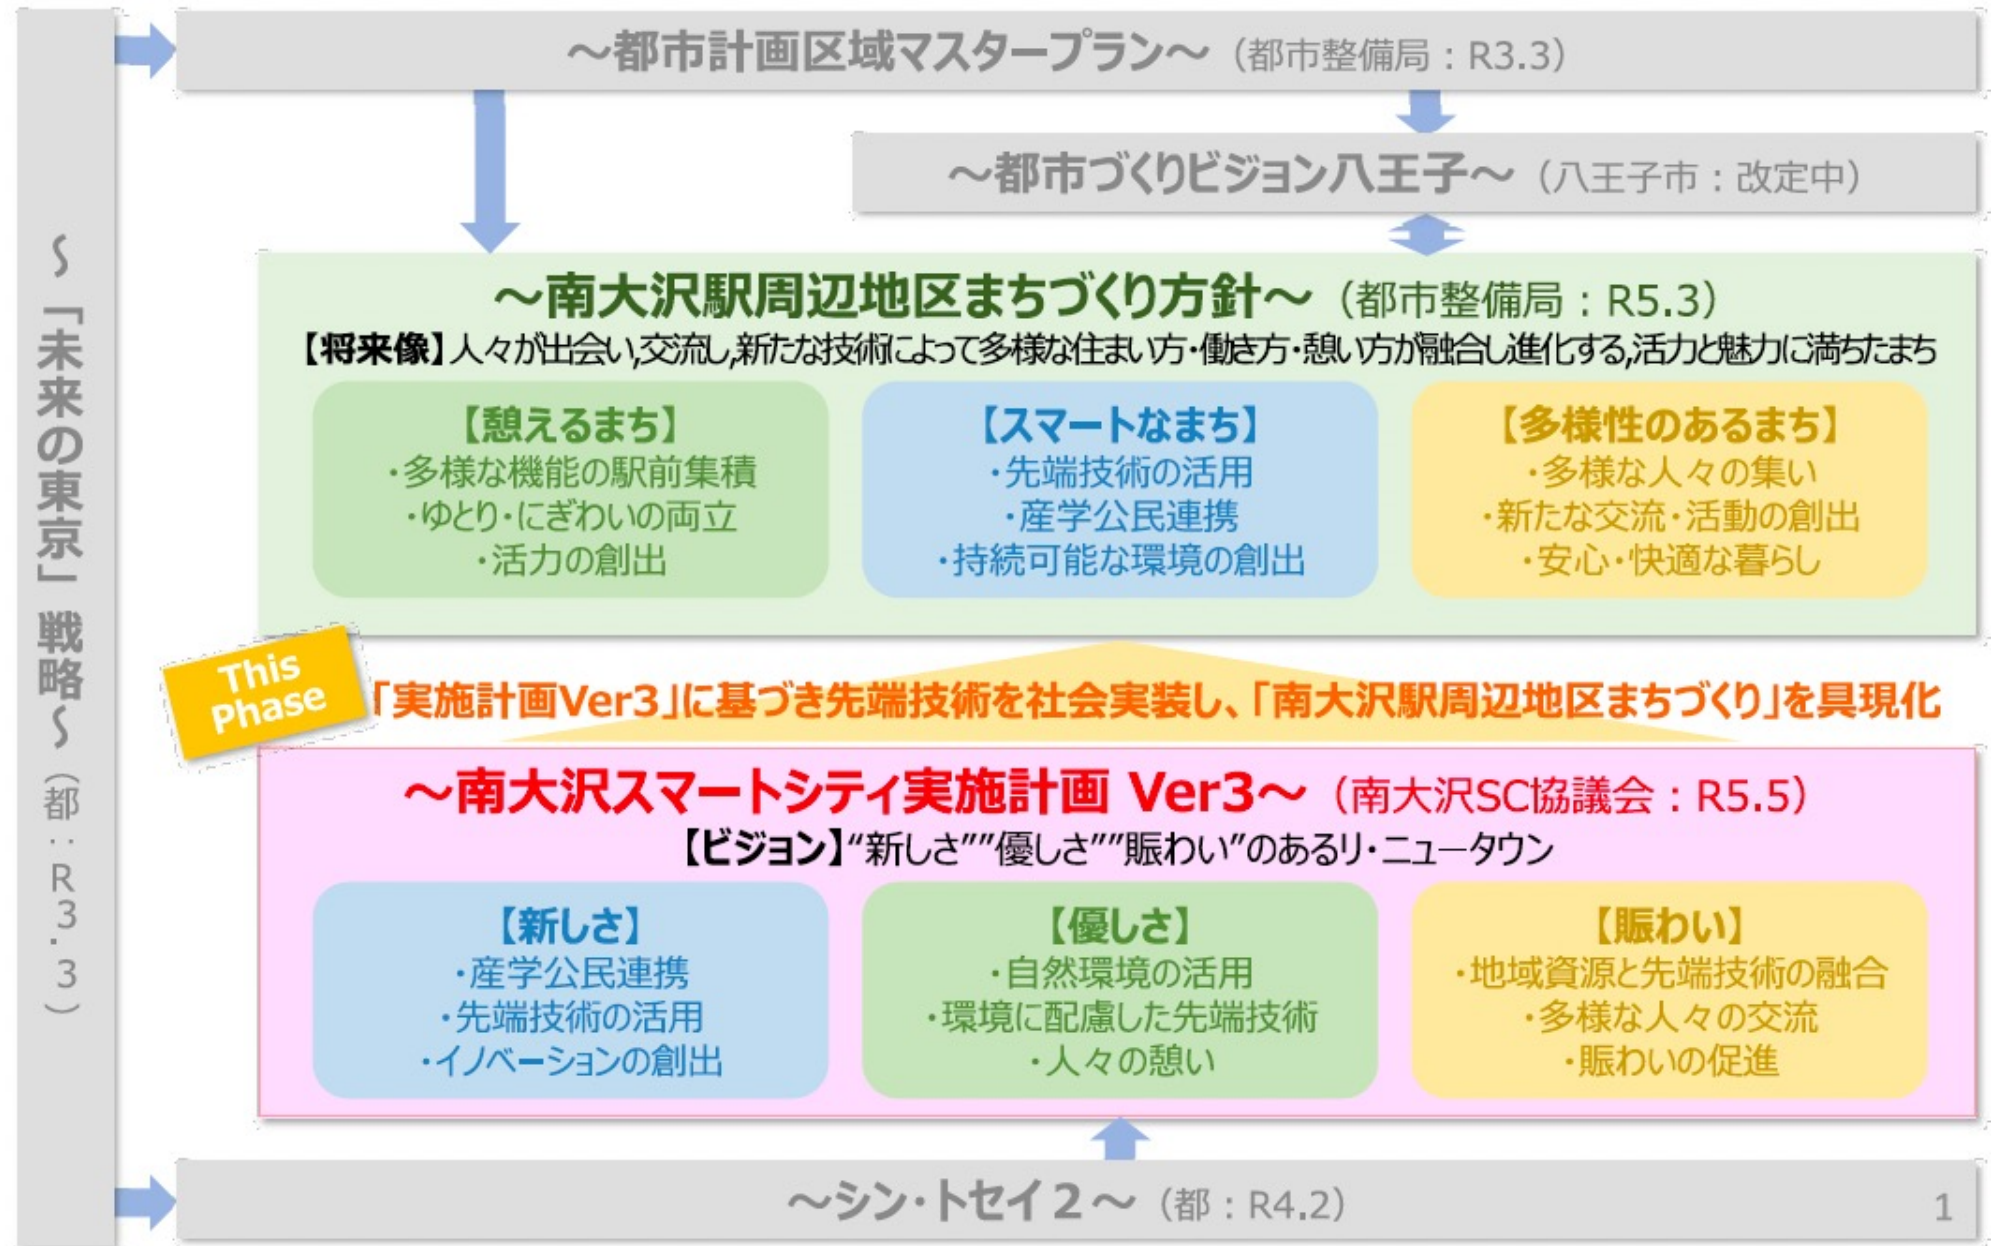 ～「未来の東京」戦略～（都：R3.3）
～都市計画区域マスタープラン～（都市整備局：R3.3）
～都市づくりビジョン八王子～（八王子市：改定中）
～南大沢駅周辺地区まちづくり方針～（都市整備局：R5.3）
【将来像】人々が出会い,交流し,新たな技術によって多様な住まい方・働き方・憩い方が融合し進化する,活力と魅力に満ちたまち
【憩えるまち】
・多様な機能の駅前集積
・ゆとり・にぎわいの両立
・活力の創出
【スマートなまち】
・先端技術の活用
・産学公民連携
・持続可能な環境の創出
【多様性のあるまち】
・多様な人々の集い
・新たな交流・活動の創出
・安心・快適な暮らし
This
Phase
「実施計画Ver3」に基づき先端技術を社会実装し、「南大沢駅周辺地区まちづくり」を具現化
～南大沢スマートシティ実施計画 Ver3～（南大沢SC協議会：R5.5）
【ビジョン】“新しさ””優しさ””賑わい”のあるリ・ニュータウン
【新しさ】
・産学公民連携
・先端技術の活用
・イノベーションの創出
【優しさ】
・自然環境の活用
・環境に配慮した先端技術
・人々の憩い
【賑わい】
・地域資源と先端技術の融合
・多様な人々の交流
・賑わいの促進
～シン・トセイ２～（都：R4.2）
1